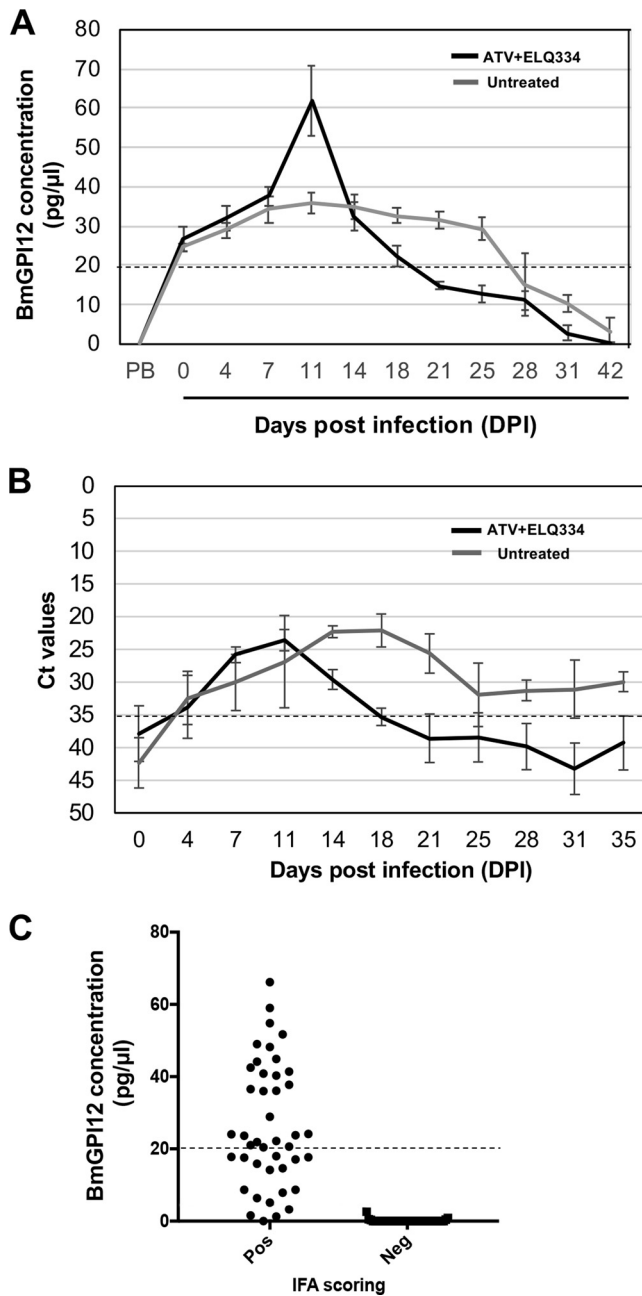 A
BmGPI12 concentration
(pg/µl)
80
70
60
50
40
30
20
10
0
ATV+ELQ334
Untreated
PB 0 4 7 11 14 18 21 25 28 31 42
Days post infection (DPI)
B
Ct values
0
5
10
15
20
25
30
35
40
45
50
ATV+ELQ334
Untreated
0 4 7 11 14 18 21 25 28 31 35
Days post infection (DPI)
C
BmGPI12 concentration
(pg/µl)
80
60
40
20
0
Pos Neg
IFA scoring